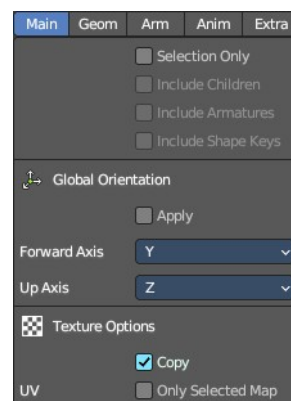 Main Geom Arm Anim Extra
Selection Only
Include Children
Include Armatures
Include Shape Keys
Global Orientation
Apply
Forward Axis Y
Up Axis Z
Texture Options
Copy
UV Only Selected Map